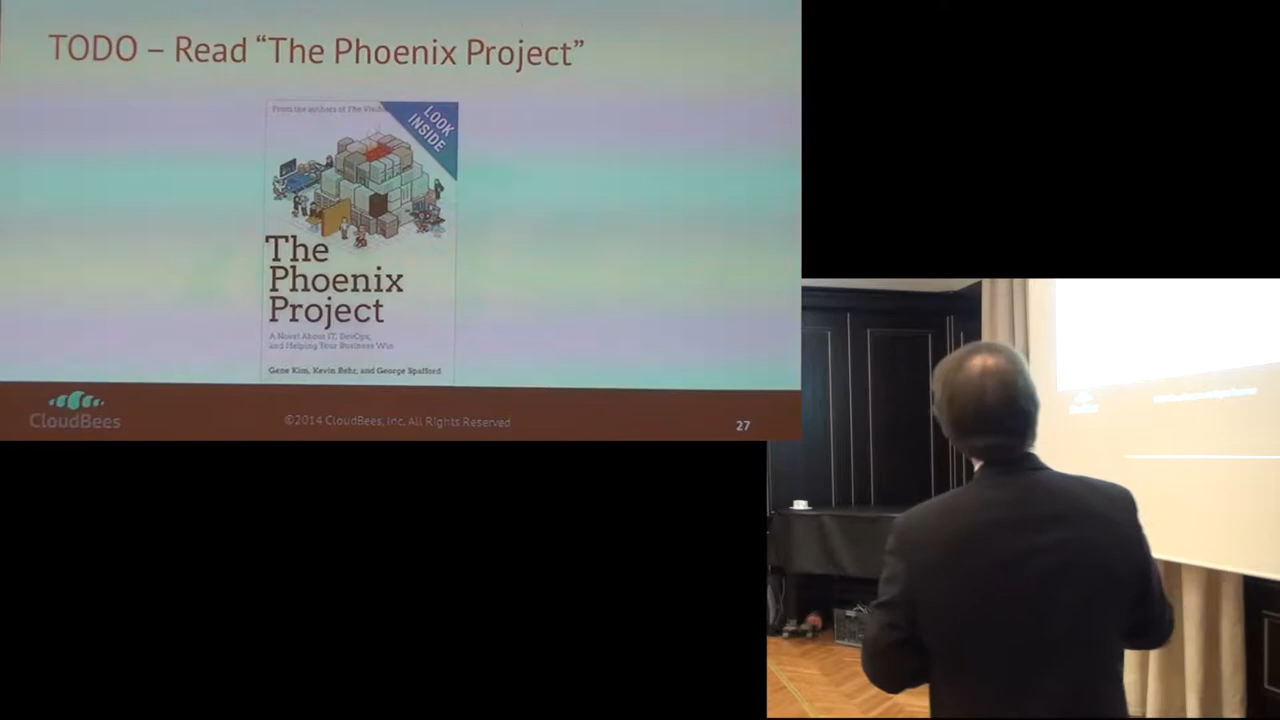 TODO – Read “The Phoenix Project”
From the authors of The
LOOK
INSIDE
The
Phoenix
Project
A Novel About IT, DevOps,
and Helping Your Business Win
Gene Kim, Kevin Behr, and George Spafford
CloudBees
©2014 CloudBees, Inc. All Rights Reserved
27